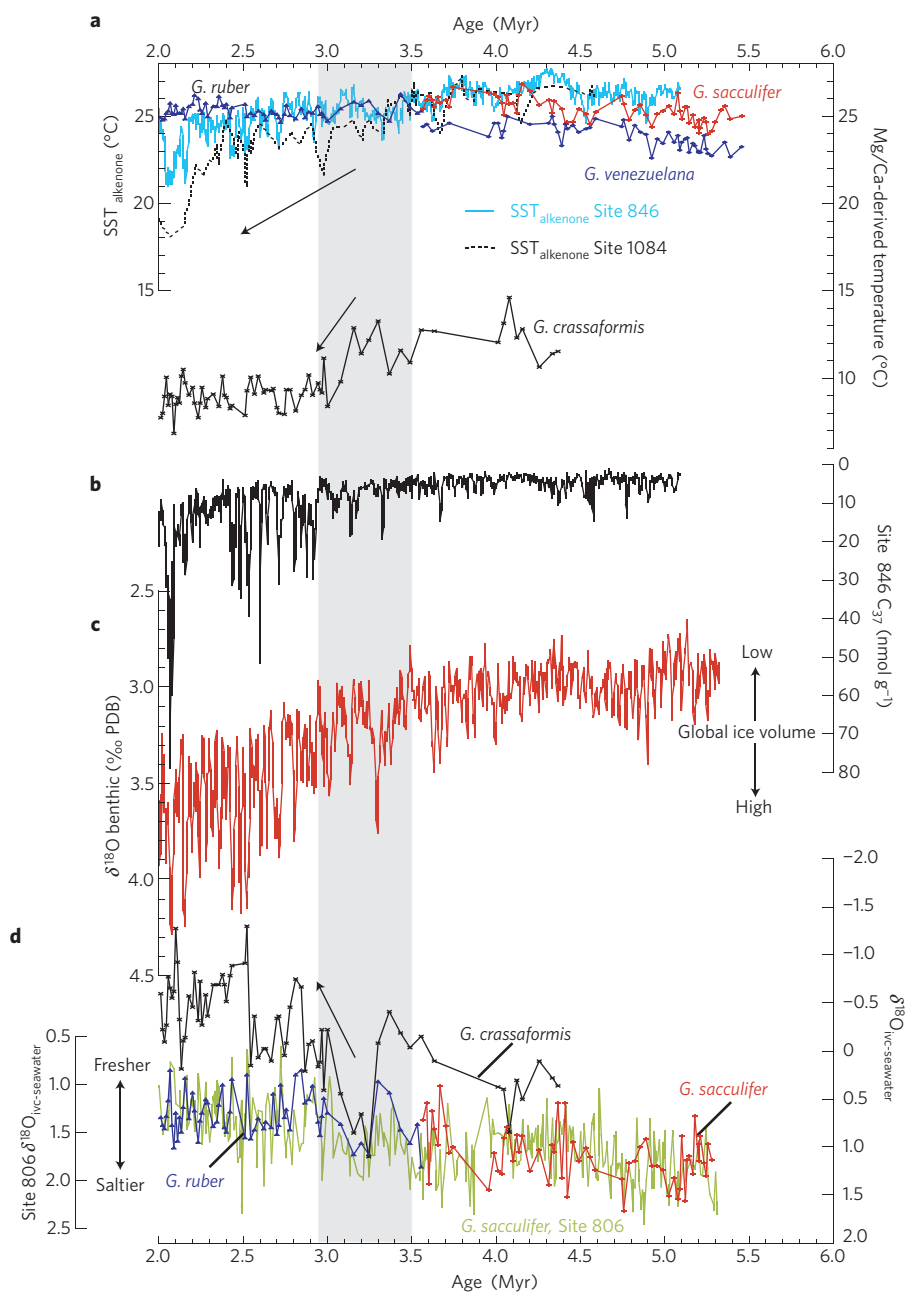 a
Age (Myr)
2.0 2.5 3.0 3.5 4.0 4.5 5.0 5.5 6.0
G. ruber
G. sacculifer
G. venezuelana
25
20
15
SST alkenone (°C)
25
20
15
10
Mg/Ca-derived temperature (°C)
SST alkenone Site 846
SST alkenone Site 1084
G. crassaformis
b
0
10
20
30
40
50
60
70
80
Site 846 C37 (nmol g−1)
c
2.5
3.0
3.5
4.0
4.5
δ18O benthic (‰ PDB)
Low
Global ice volume
High
d
−2.0
−1.5
−1.0
−0.5
0
0.5
1.0
1.5
2.0
δ18O ivc-seawater
0.5
1.0
1.5
2.0
2.5
Site 806 δ18O ivc-seawater
Fresher
Saltier
G. crassaformis
G. sacculifer
G. ruber
G. sacculifer, Site 806
2.0 2.5 3.0 3.5 4.0 4.5 5.0 5.5 6.0
Age (Myr)